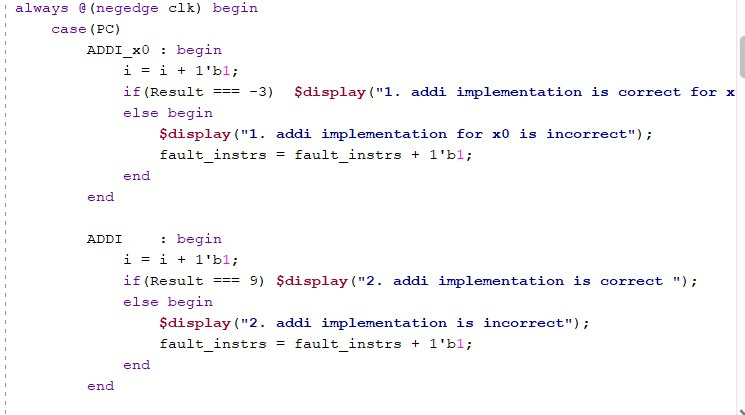 always @(negedge clk) begin
    case(PC)
        ADDI_x0 : begin
            i = i + 1'b1;
            if(Result === -3)  $display("1. addi implementation is correct for x
            else begin
                $display("1. addi implementation for x0 is incorrect");
                fault_instrs = fault_instrs + 1'b1;
            end
        end

        ADDI    : begin
            i = i + 1'b1;
            if(Result === 9) $display("2. addi implementation is correct ");
            else begin
                $display("2. addi implementation is incorrect");
                fault_instrs = fault_instrs + 1'b1;
            end
        end